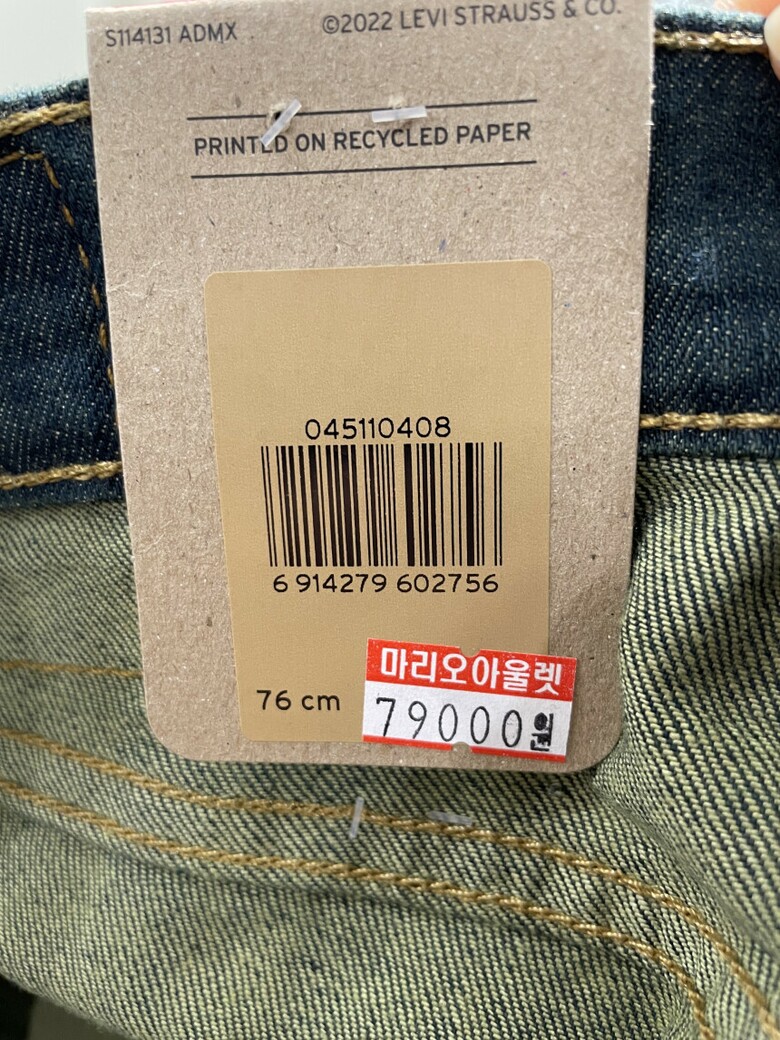 S114131 ADMX
©2022 LEVI STRAUSS & CO.
PRINTED ON RECYCLED PAPER
045110408
6 914279 602756
76 cm
마리오아울렛
79000원